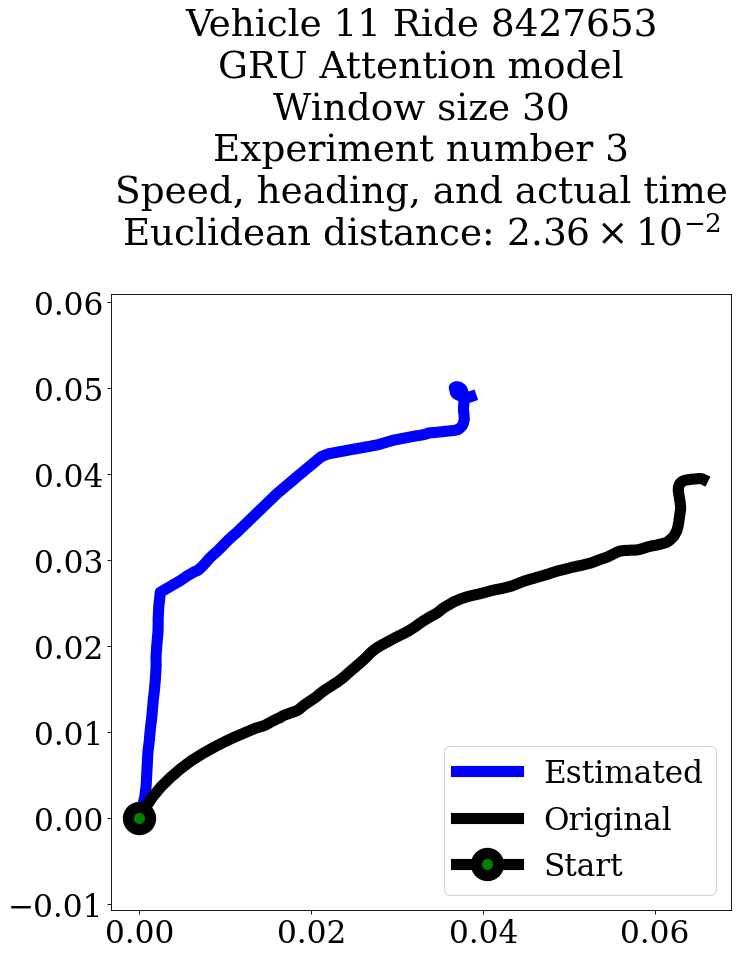 Vehicle 11 Ride 8427653
GRU Attention model
Window size 30
Experiment number 3
Speed, heading, and actual time
Euclidean distance: 2.36 × 10⁻²
0.06
0.05
0.04
0.03
0.02
0.01
0.00
−0.01
0.00 0.02 0.04 0.06
Estimated
Original
Start